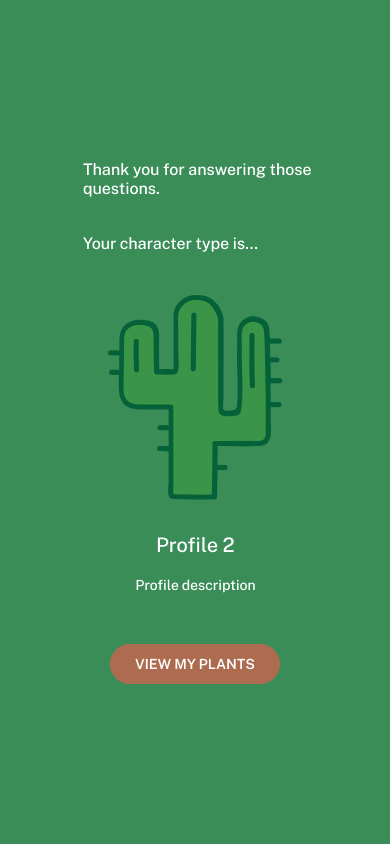 Thank you for answering those
questions.
Your character type is...
Profile 2
Profile description
VIEW MY PLANTS